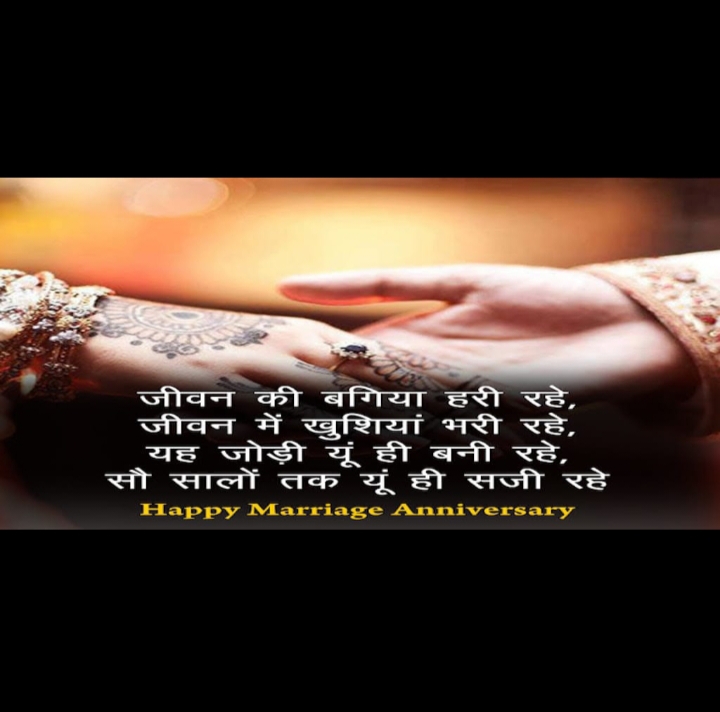 जीवन की बगिया हरी रहे,
जीवन में खुशियां भरी रहे,
यह जोड़ी यूं ही बनी रहे,
सौ सालों तक यूं ही सजी रहे
Happy Marriage Anniversary